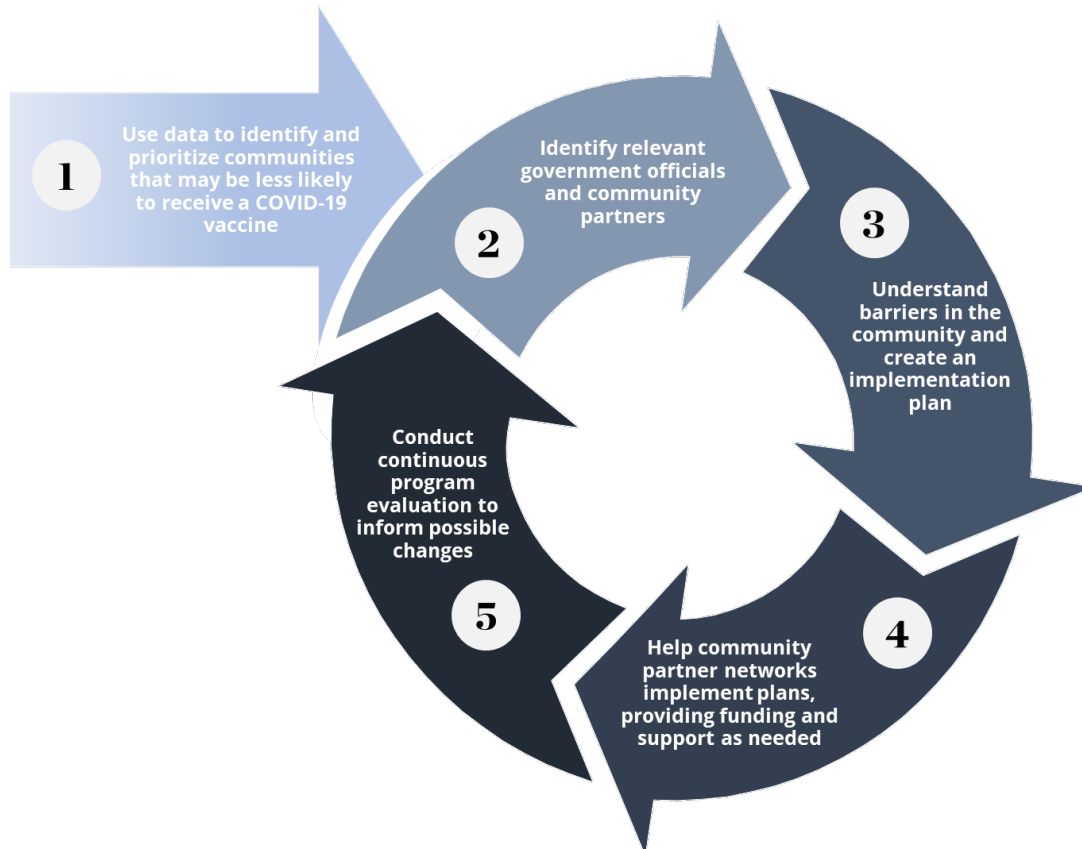 1
Use data to identify and
prioritize communities
that may be less likely
to receive a COVID-19
vaccine
2
Identify relevant
government officials
and community
partners
3
Understand
barriers in the
community and
create an
implementation
plan
4
Help community
partner networks
implement plans,
providing funding and
support as needed
5
Conduct
continuous
program
evaluation to
inform possible
changes